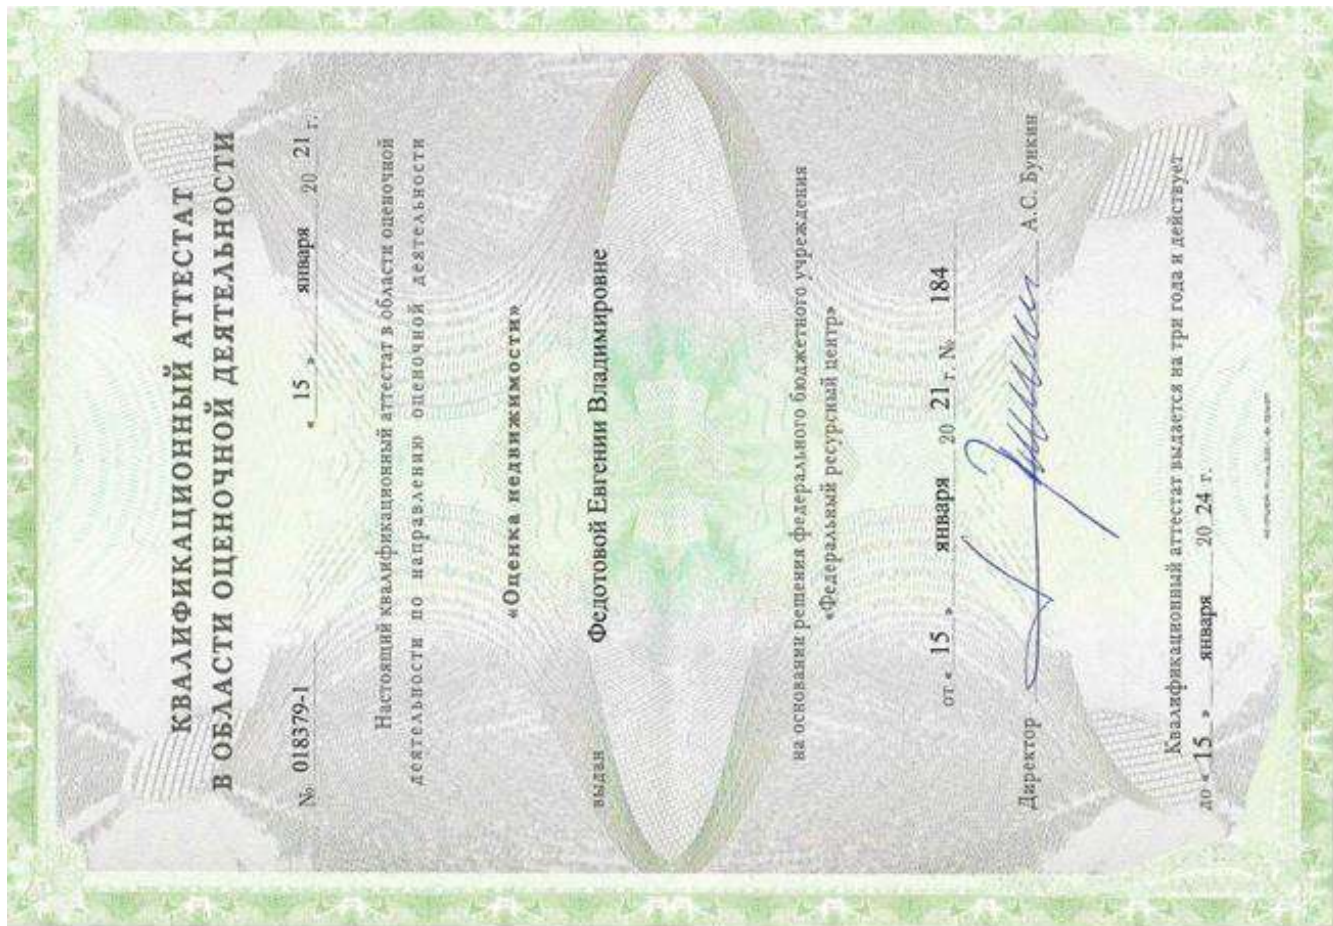 КВАЛИФИКАЦИОННЫЙ АТТЕСТАТ
В ОБЛАСТИ ОЦЕНОЧНОЙ ДЕЯТЕЛЬНОСТИ
№ 018379-1 « 15 » января 20 21 г.
Настоящий квалификационный аттестат в области оценочной
деятельности по направлению оценочной деятельности
«Оценка недвижимости»
выдан Федотовой Евгении Владимировне
на основании решения федерального бюджетного учреждения
«Федеральный ресурсный центр»
от « 15 » января 20 21 г. № 184
Директор А.С. Бункин
Квалификационный аттестат выдается на три года и действует
до « 15 » января 20 24 г.